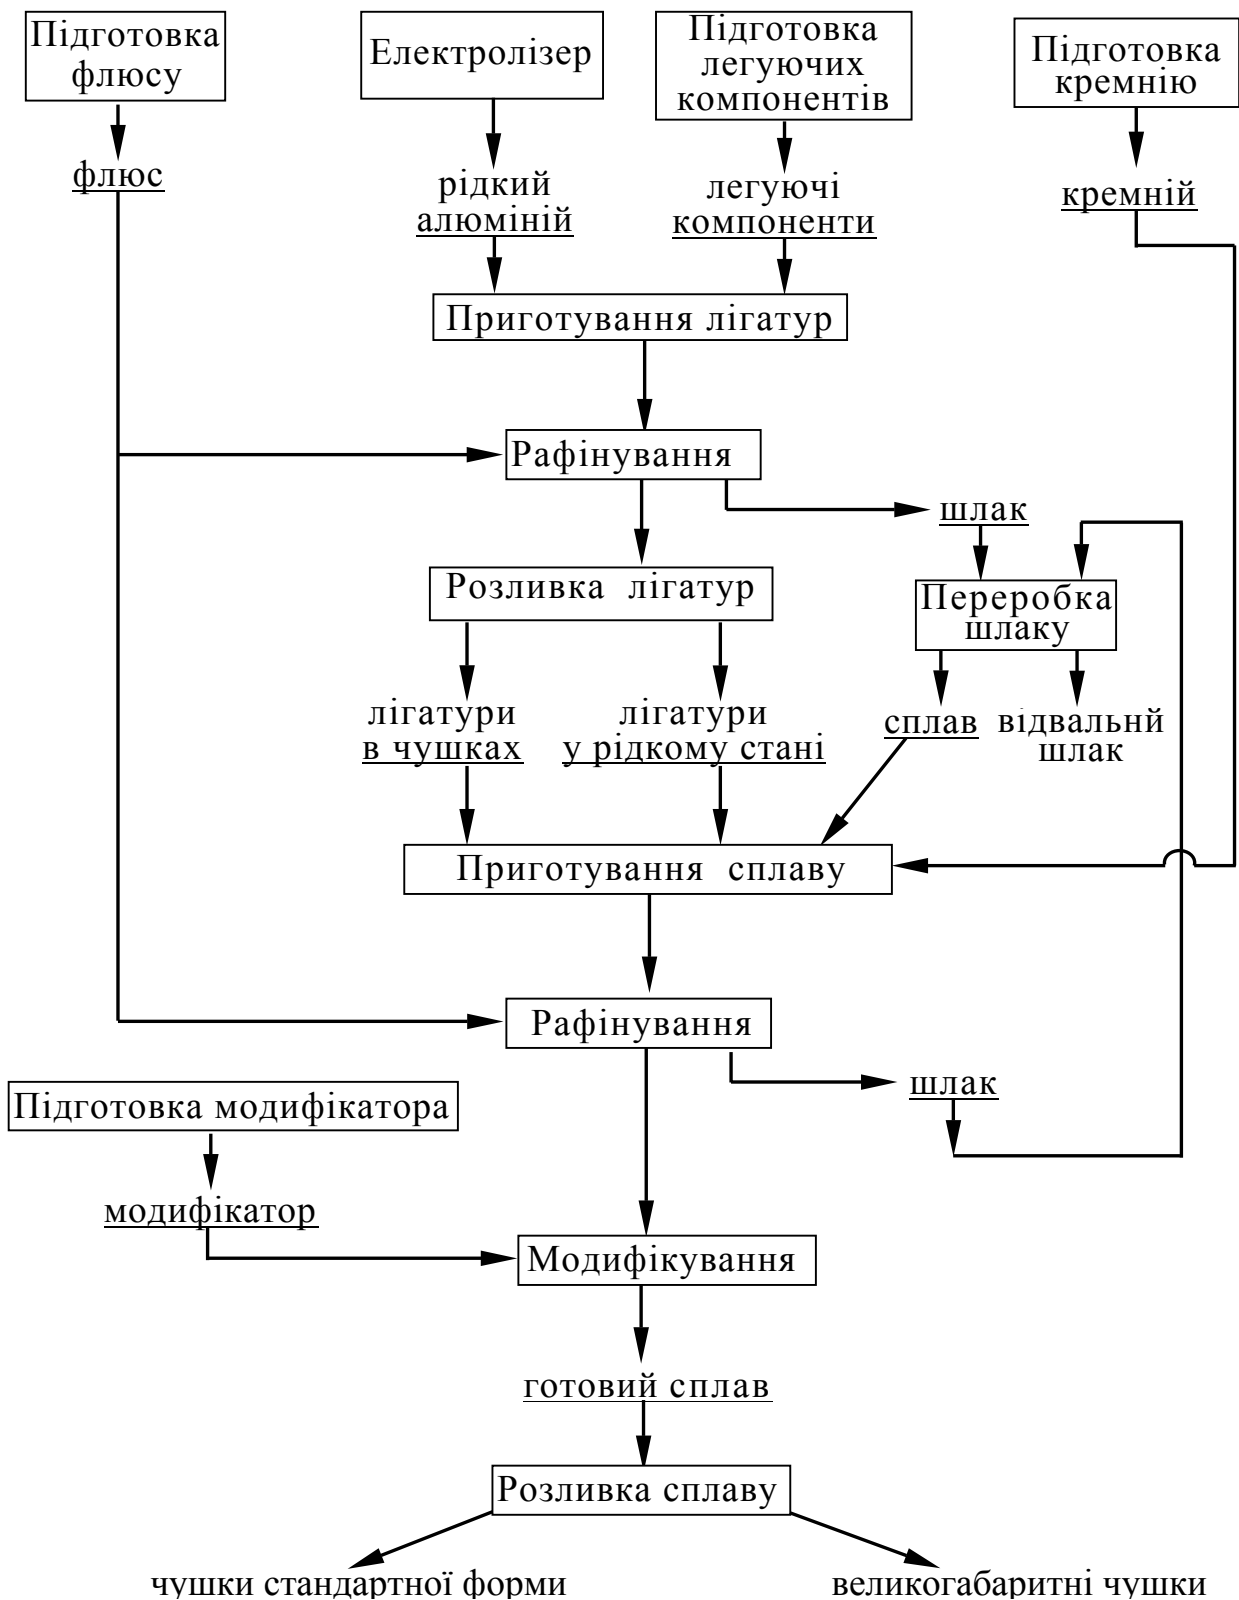 Підготовка
флюсу
Електролізер
Підготовка
легуючих
компонентів
Підготовка
кремнію
флюс
рідкий
алюміній
легуючі
компоненти
кремній
Приготування лігатур
Рафінування
шлак
Розливка лігатур
Переробка
шлаку
лігатури
в чушках
лігатури
у рідкому стані
сплав
відвальнй
шлак
Приготування сплаву
Рафінування
шлак
Підготовка модифікатора
модифікатор
Модифікування
готовий сплав
Розливка сплаву
чушки стандартної форми
великогабаритні чушки